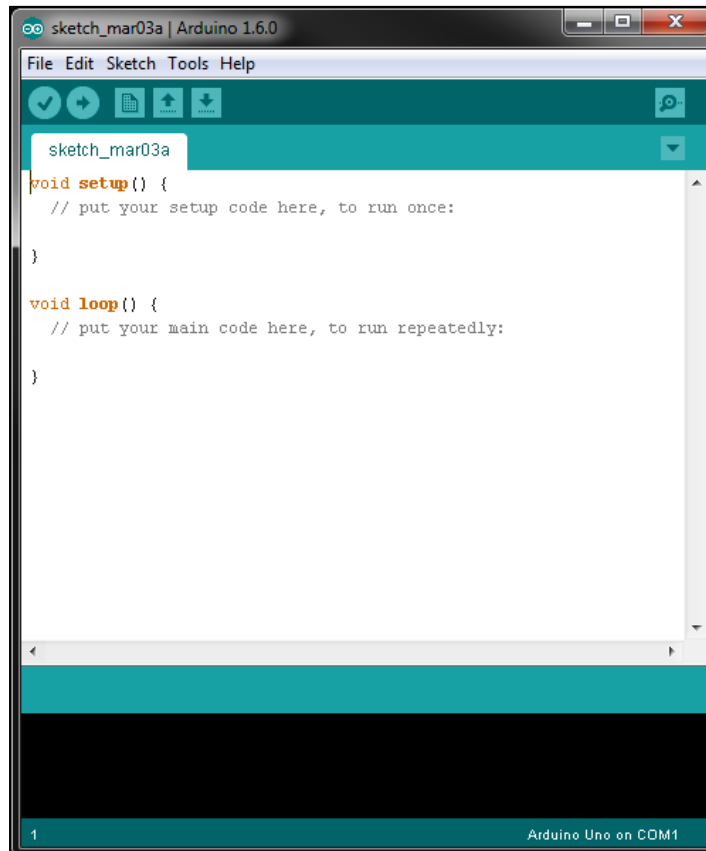 sketch_mar03a | Arduino 1.6.0
File Edit Sketch Tools Help
sketch_mar03a
void setup() {
  // put your setup code here, to run once:
}
void loop() {
  // put your main code here, to run repeatedly:
}
1
Arduino Uno on COM1